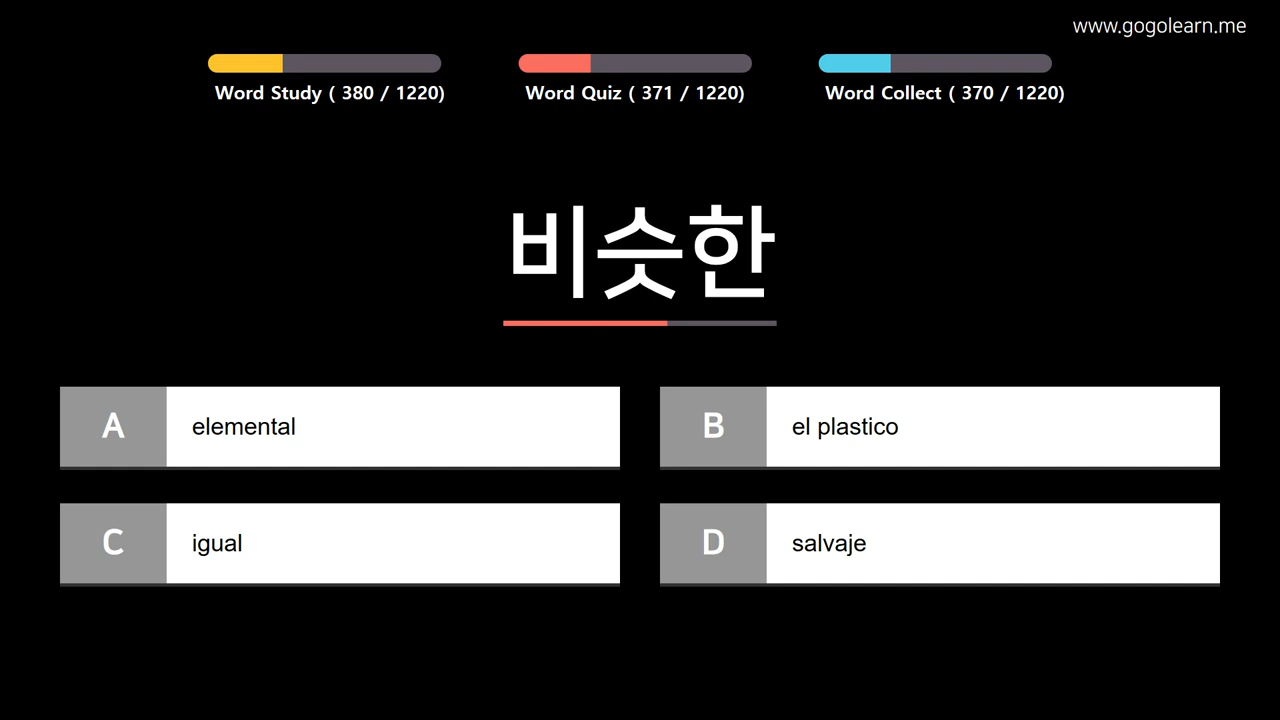 www.gogolearn.me
Word Study ( 380 / 1220)
Word Quiz ( 371 / 1220)
Word Collect ( 370 / 1220)
비슷한
A elemental
B el plastico
C igual
D salvaje